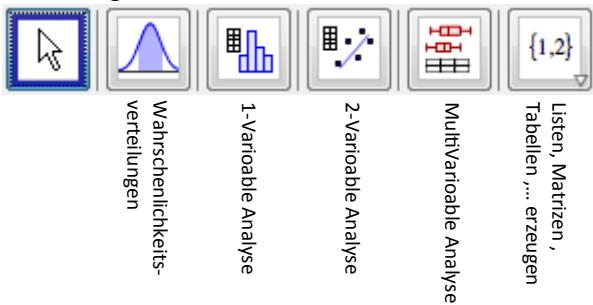 {1,2}
Wahrschenlichkeits-
verteilungen
1-Varioable Analyse
2-Varioable Analyse
MultiVarioable Analyse
Listen, Matrizen ,
Tabellen ,... erzeugen